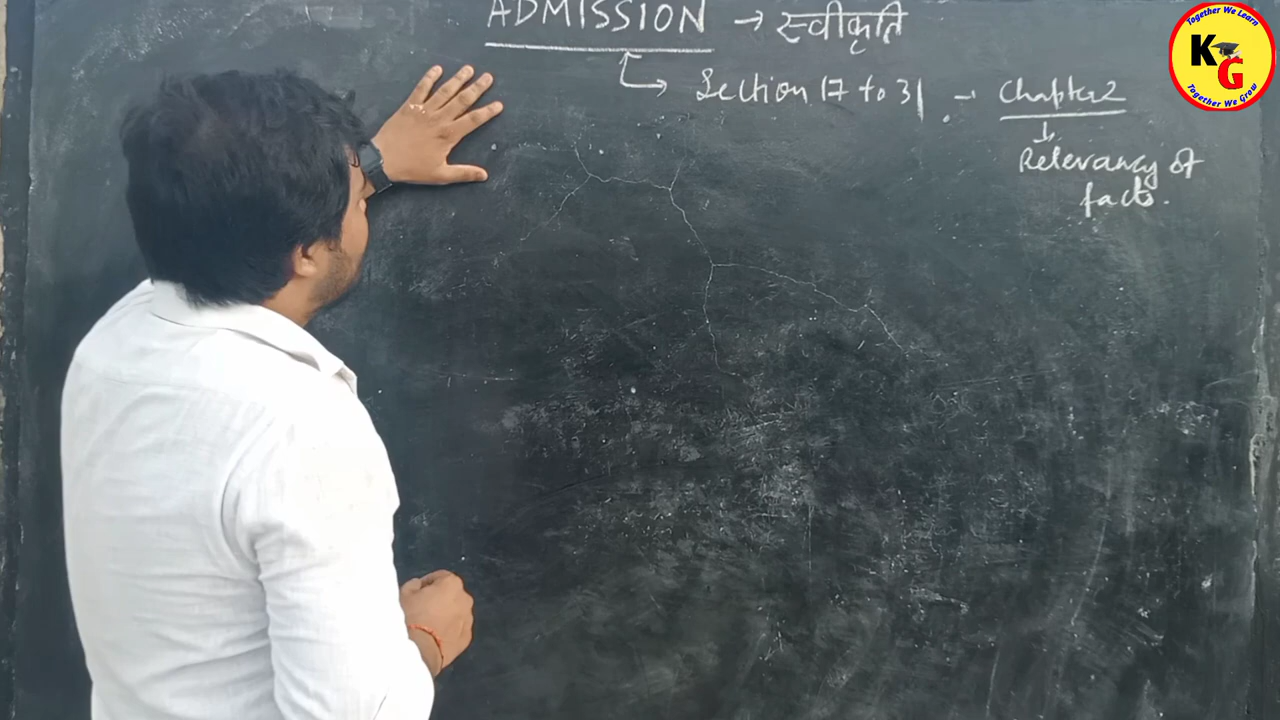 ADMISSION → स्वीकृति
Section 17 to 31 - Chapter 2
Relevancy of
facts.
Together We Learn
KG
Together We Grow